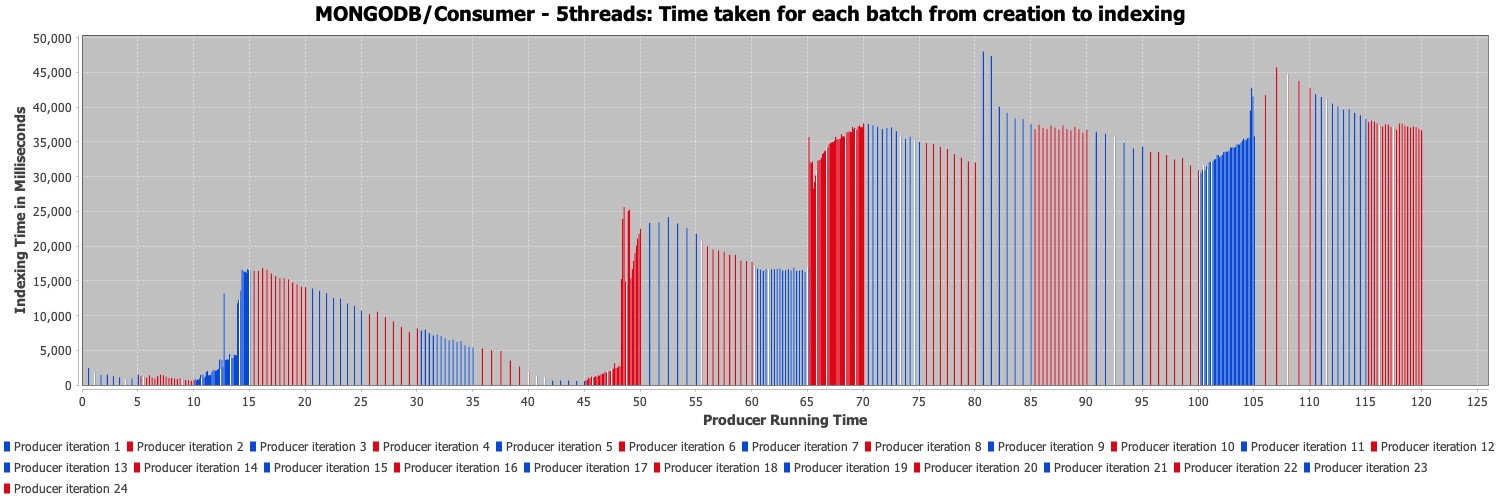 MONGODB/Consumer - 5threads: Time taken for each batch from creation to indexing
Indexing Time in Milliseconds
50,000
45,000
40,000
35,000
30,000
25,000
20,000
15,000
10,000
5,000
0
0 5 10 15 20 25 30 35 40 45 50 55 60 65 70 75 80 85 90 95 100 105 110 115 120 125
Producer Running Time
Producer iteration 1 Producer iteration 2 Producer iteration 3 Producer iteration 4 Producer iteration 5 Producer iteration 6 Producer iteration 7 Producer iteration 8 Producer iteration 9 Producer iteration 10 Producer iteration 11 Producer iteration 12
Producer iteration 13 Producer iteration 14 Producer iteration 15 Producer iteration 16 Producer iteration 17 Producer iteration 18 Producer iteration 19 Producer iteration 20 Producer iteration 21 Producer iteration 22 Producer iteration 23
Producer iteration 24